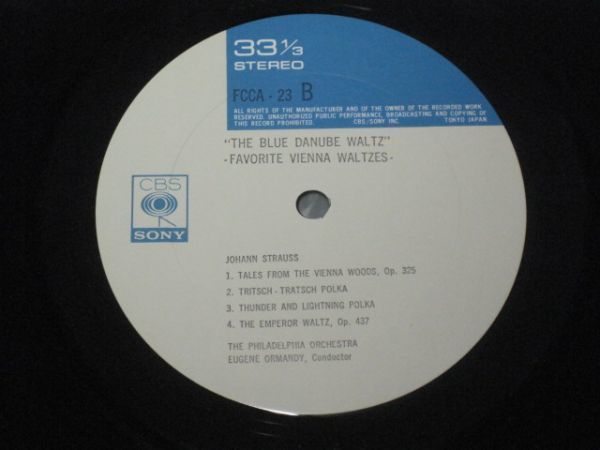 33 1/3
STEREO
FCCA - 23 B
ALL RIGHTS OF THE MANUFACTURER AND OF THE OWNER OF THE RECORDED WORK
RESERVED. UNAUTHORIZED PUBLIC PERFORMANCE, BROADCASTING AND COPYING OF
THIS RECORD PROHIBITED. CBS/SONY INC. TOKYO JAPAN
"THE BLUE DANUBE WALTZ"
-FAVORITE VIENNA WALTZES-
CBS
SONY
JOHANN STRAUSS
1. TALES FROM THE VIENNA WOODS, Op. 325
2. TRITSCH-TRATSCH POLKA
3. THUNDER AND LIGHTNING POLKA
4. THE EMPEROR WALTZ, Op. 437
THE PHILADELPHIA ORCHESTRA
EUGENE ORMANDY, Conductor